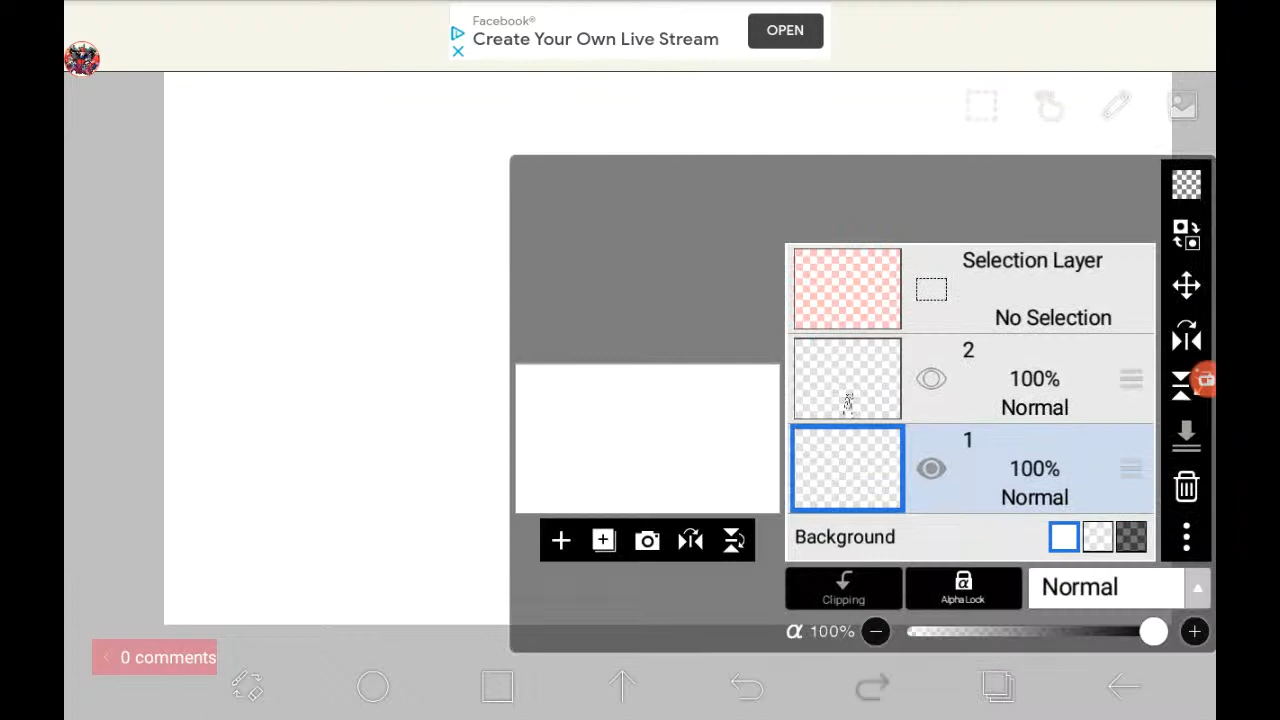 Facebook®
Create Your Own Live Stream
OPEN
Selection Layer
No Selection
2
100%
Normal
1
100%
Normal
Background
Clipping
α
Alpha Lock
Normal
α 100%
0 comments